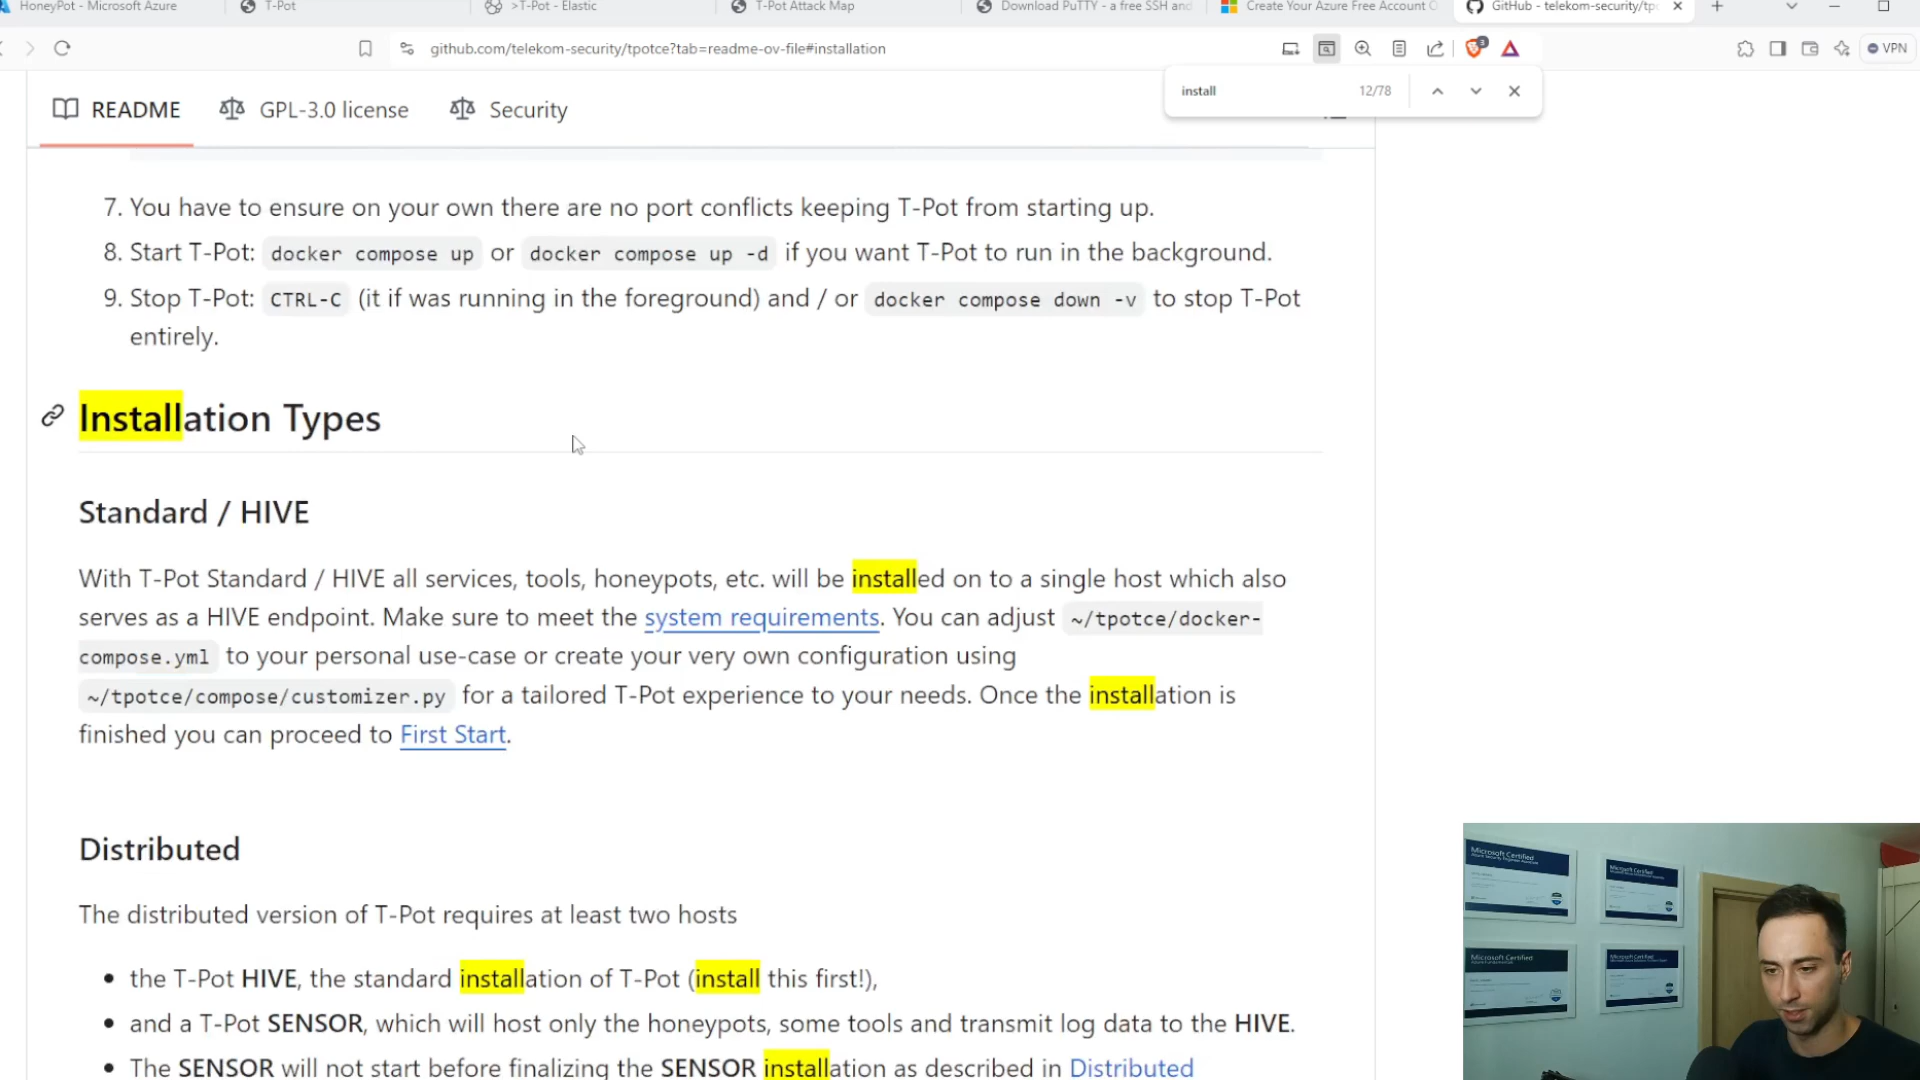 HoneyPot - Microsoft Azure
T-Pot
>T-Pot - Elastic
T-Pot Attack Map
Download PuTTY - a free SSH and
Create Your Azure Free Account O
GitHub - telekom-security/tpo
github.com/telekom-security/tpotce?tab=readme-ov-file#installation
VPN
install 12/78
README GPL-3.0 license Security
7. You have to ensure on your own there are no port conflicts keeping T-Pot from starting up.
8. Start T-Pot: docker compose up or docker compose up -d if you want T-Pot to run in the background.
9. Stop T-Pot: CTRL-C (it if was running in the foreground) and / or docker compose down -v to stop T-Pot
entirely.
Installation Types
Standard / HIVE
With T-Pot Standard / HIVE all services, tools, honeypots, etc. will be installed on to a single host which also
serves as a HIVE endpoint. Make sure to meet the system requirements. You can adjust ~/tpotce/docker-
compose.yml to your personal use-case or create your very own configuration using
~/tpotce/compose/customizer.py for a tailored T-Pot experience to your needs. Once the installation is
finished you can proceed to First Start.
Distributed
The distributed version of T-Pot requires at least two hosts
• the T-Pot HIVE, the standard installation of T-Pot (install this first!),
• and a T-Pot SENSOR, which will host only the honeypots, some tools and transmit log data to the HIVE.
• The SENSOR will not start before finalizing the SENSOR installation as described in Distributed
Microsoft Certified
Microsoft Certified